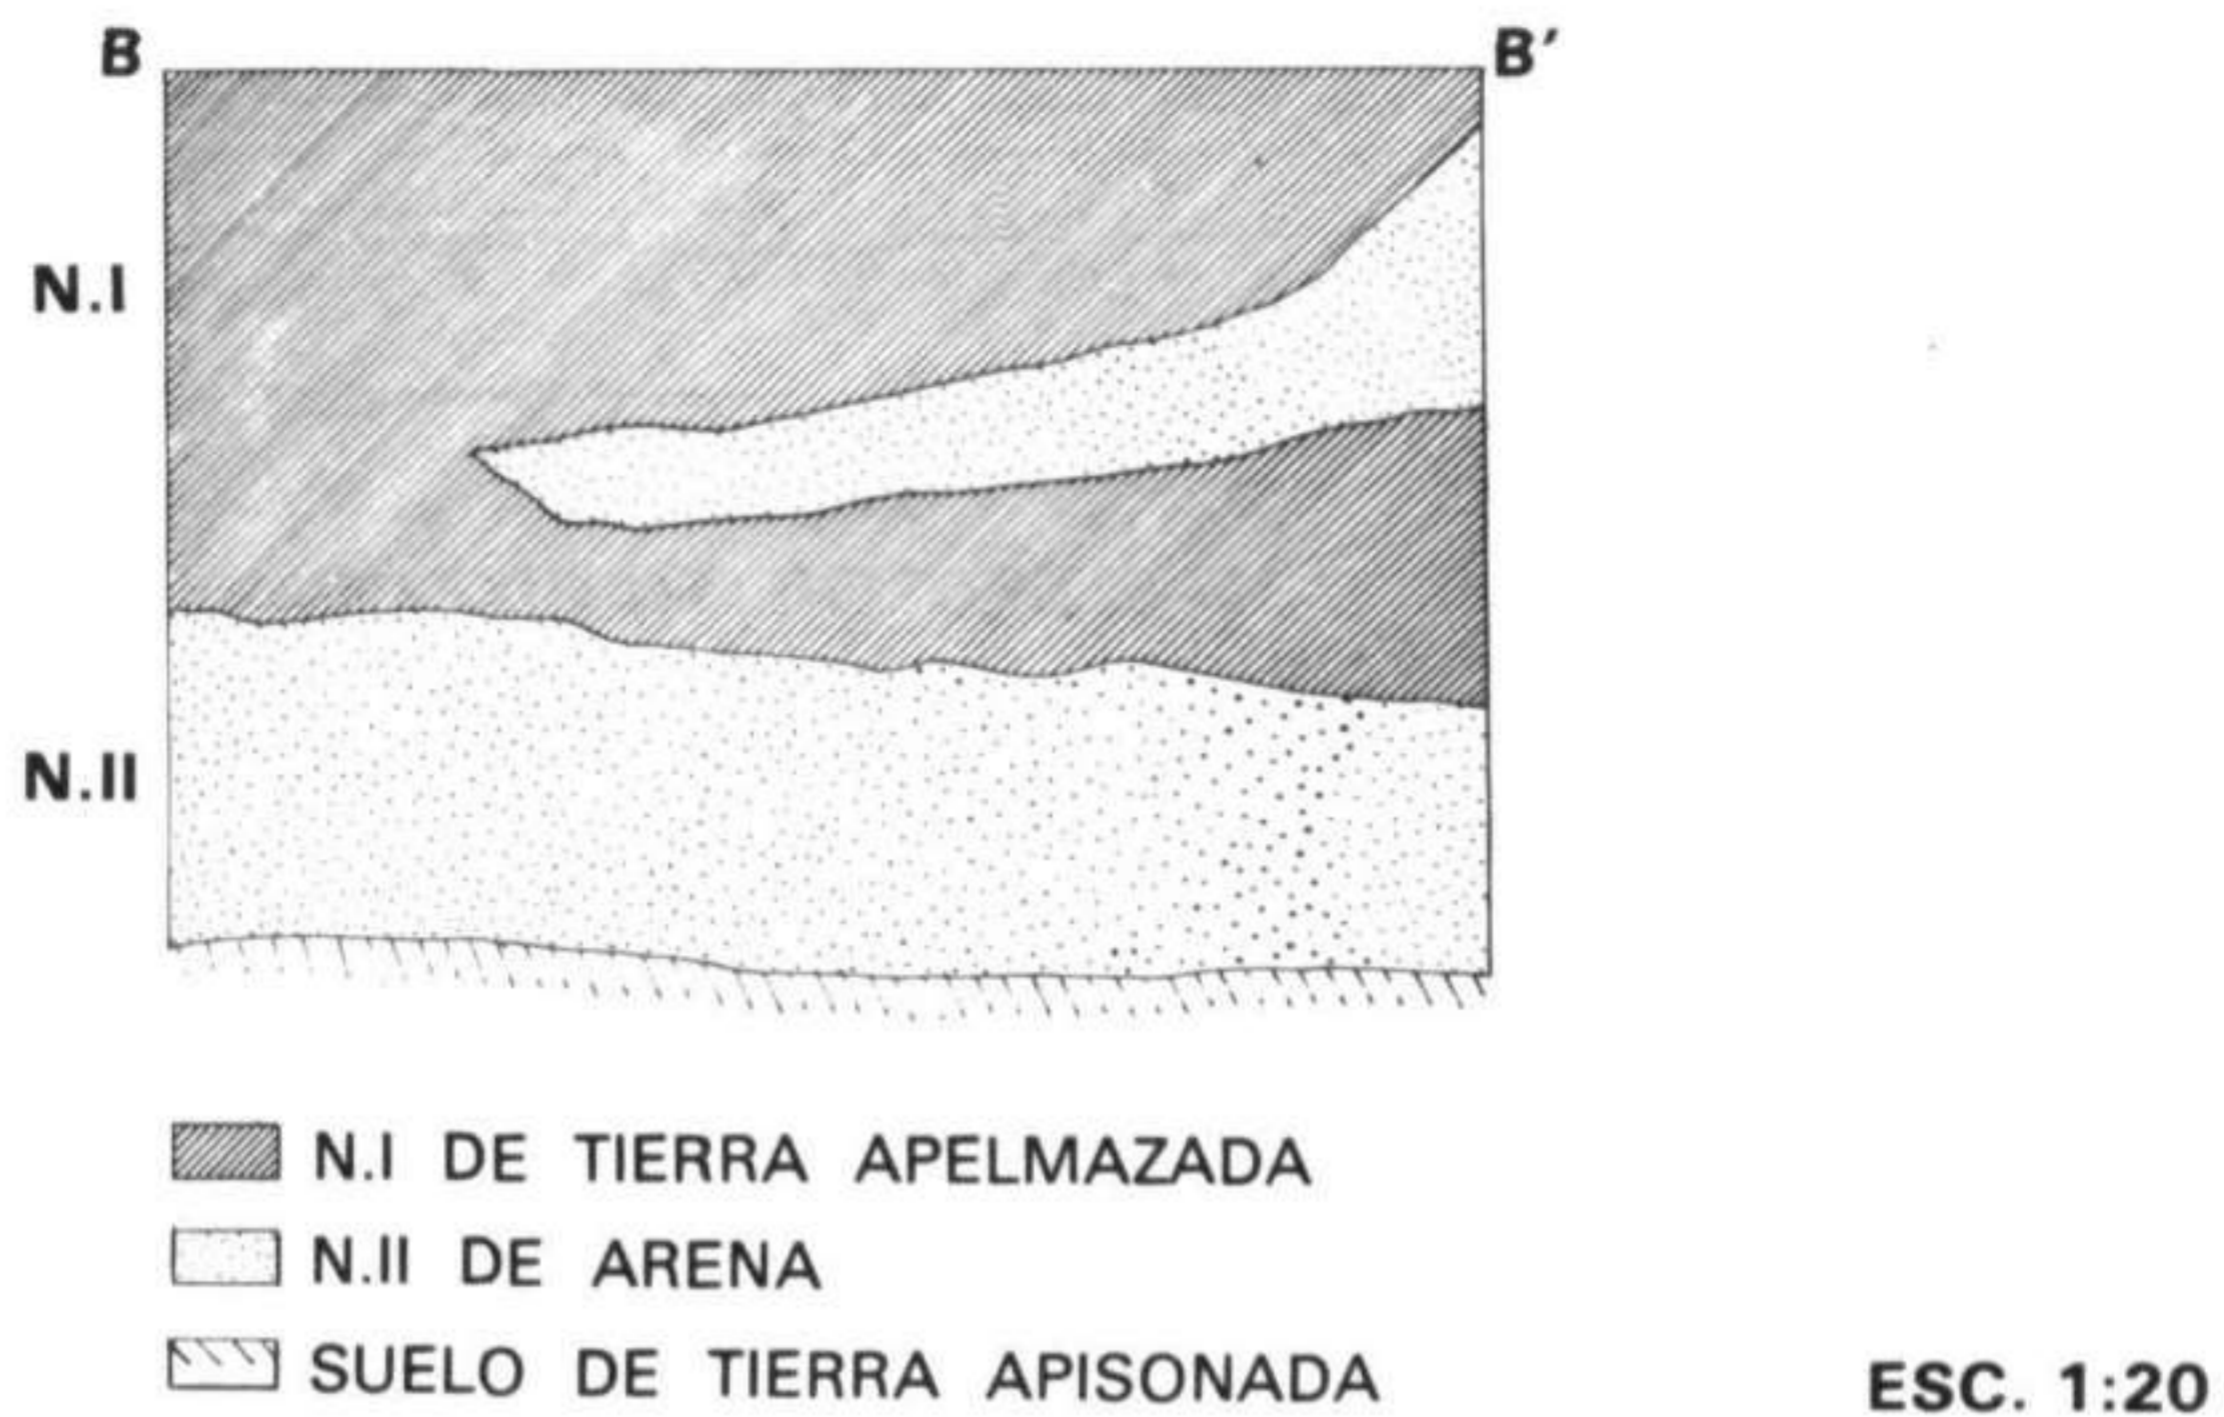 B B′
N.I
N.II
N.I DE TIERRA APELMAZADA
N.II DE ARENA
SUELO DE TIERRA APISONADA
ESC. 1:20